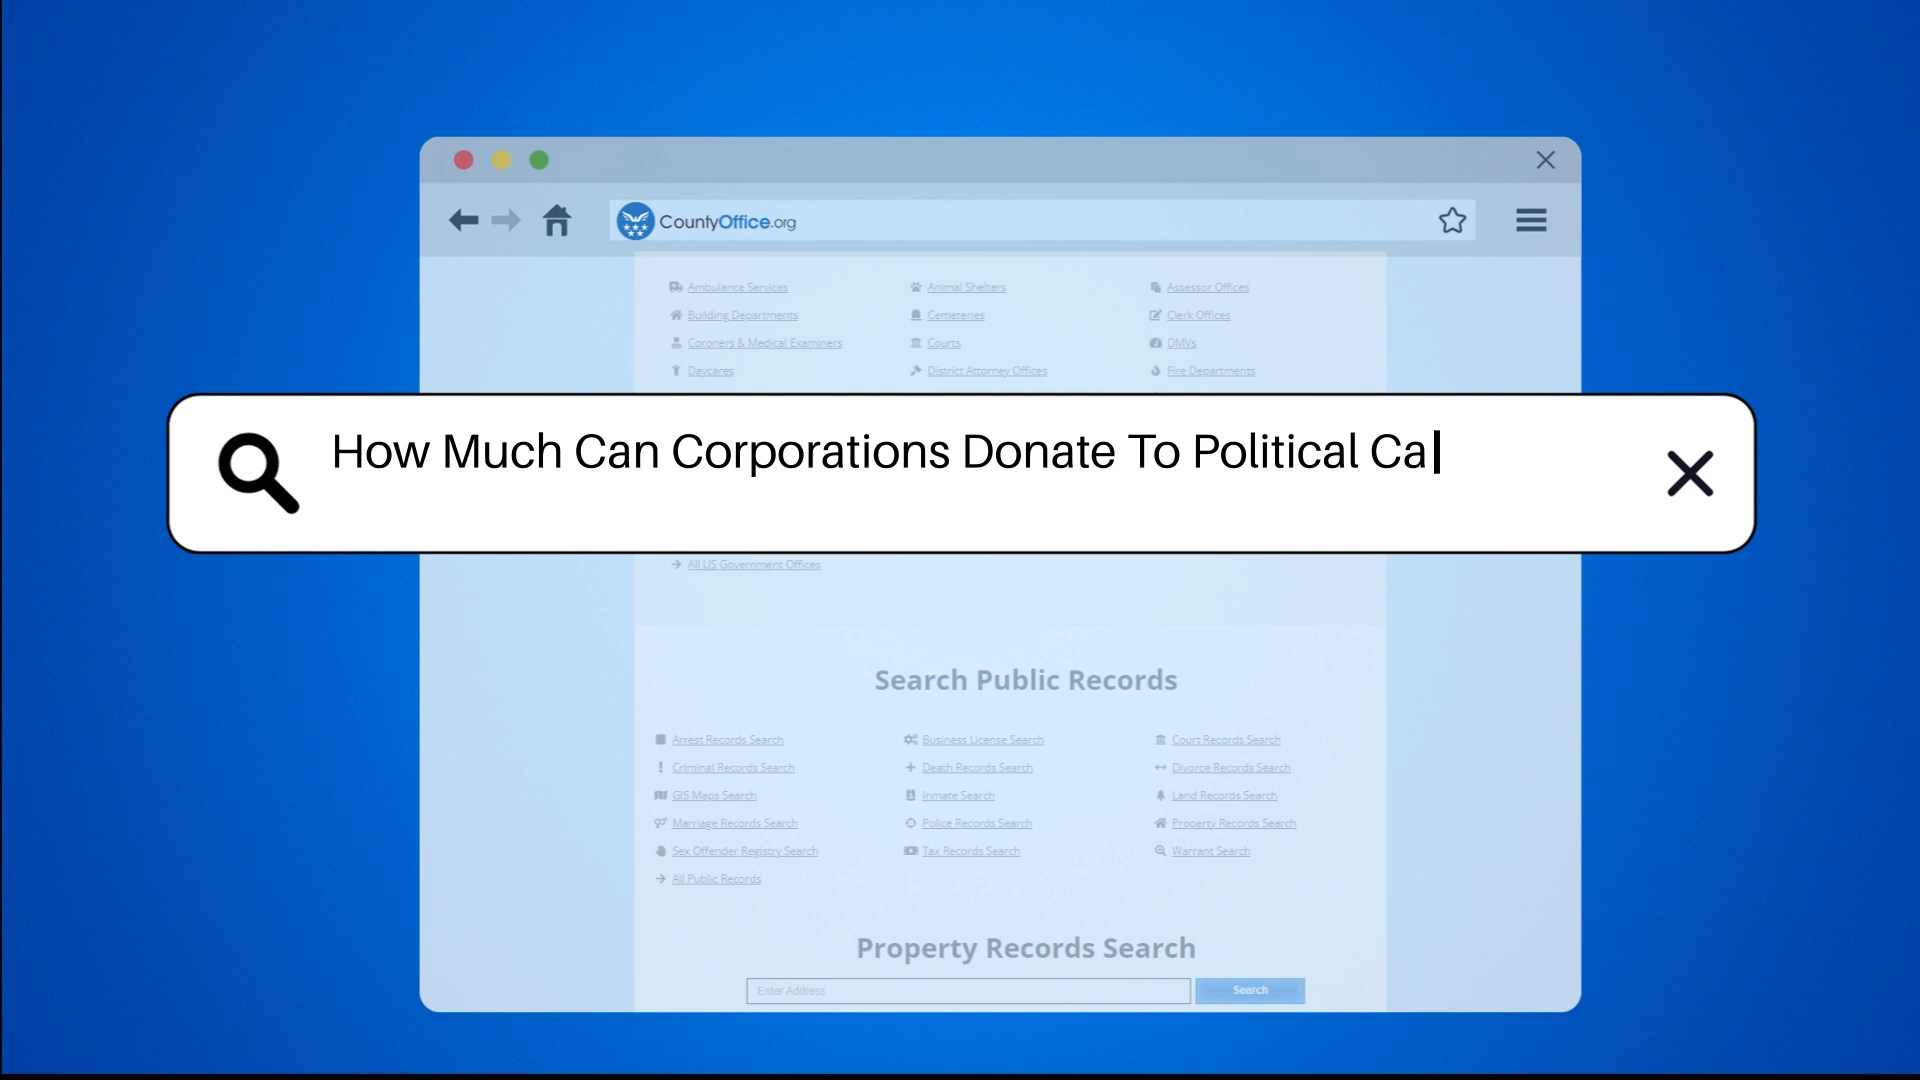 CountyOffice.org
Ambulance Services Animal Shelters Assessor Offices
Building Departments Cemeteries Clerk Offices
Coroners & Medical Examiners Courts DMVs
Daycares District Attorney Offices Fire Departments
How Much Can Corporations Donate To Political Ca
All US Government Offices
Search Public Records
Arrest Records Search Business License Search Court Records Search
Criminal Records Search Death Records Search Divorce Records Search
GIS Maps Search Inmate Search Land Records Search
Marriage Records Search Police Records Search Property Records Search
Sex Offender Registry Search Tax Records Search Warrant Search
All Public Records
Property Records Search
Enter Address Search